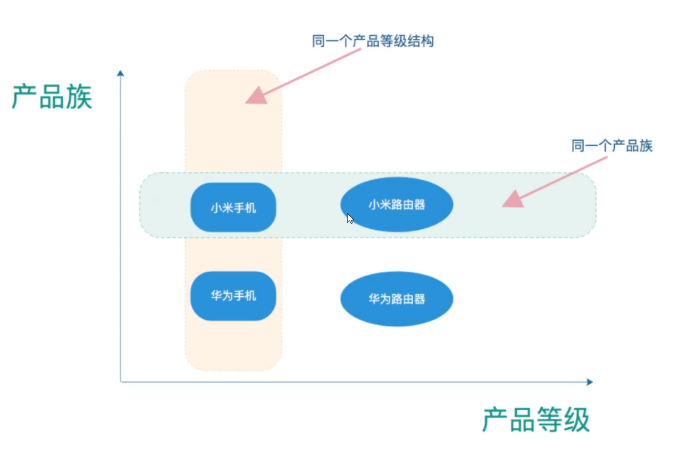 同一个产品等级结构
产品族
同一个产品族
小米手机
小米路由器
华为手机
华为路由器
产品等级